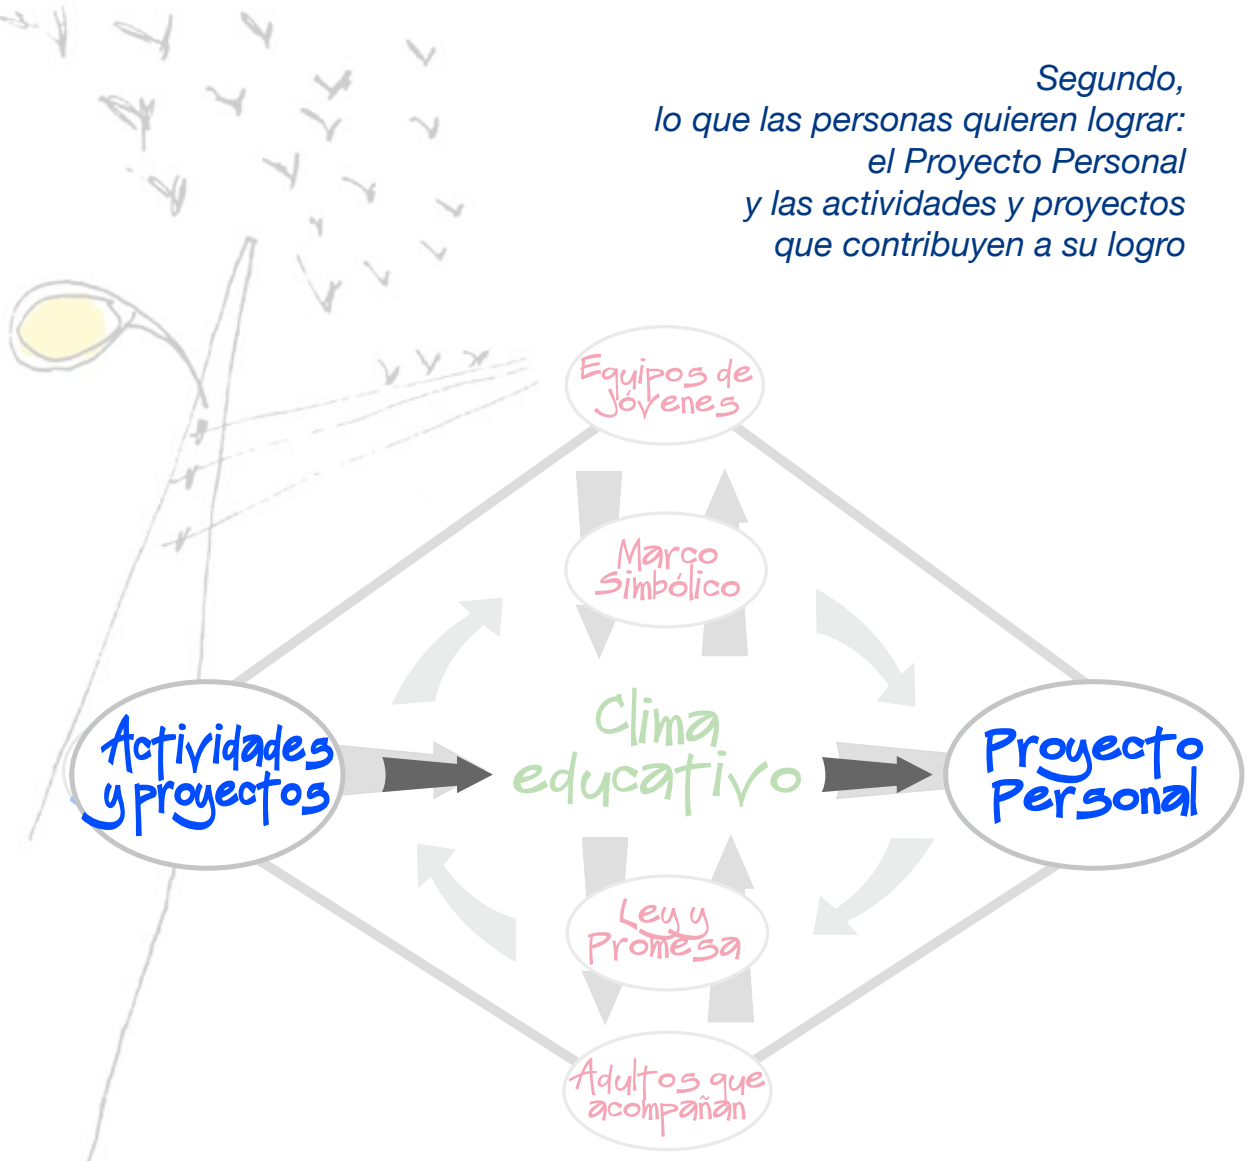 Segundo,
lo que las personas quieren lograr:
el Proyecto Personal
y las actividades y proyectos
que contribuyen a su logro
Equipos de
Jóvenes
Marco
Simbólico
Clima
educativo
Actividades
y proyectos
Proyecto
Personal
Ley y
Promesa
Adultos que
acompañan